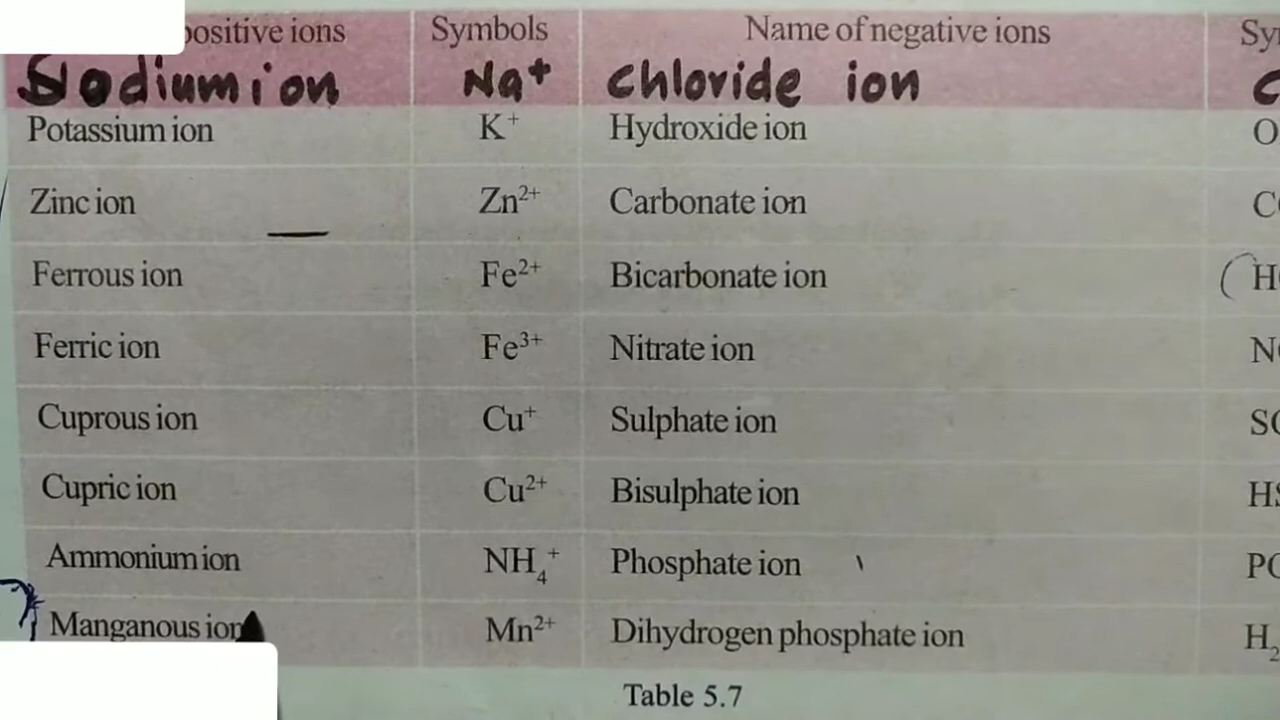 positive ions Symbols Name of negative ions
Sodium ion Na⁺ Chloride ion
Potassium ion K⁺ Hydroxide ion
Zinc ion Zn²⁺ Carbonate ion
Ferrous ion Fe²⁺ Bicarbonate ion
Ferric ion Fe³⁺ Nitrate ion
Cuprous ion Cu⁺ Sulphate ion
Cupric ion Cu²⁺ Bisulphate ion
Ammonium ion NH₄⁺ Phosphate ion
Manganous ion Mn²⁺ Dihydrogen phosphate ion
Table 5.7